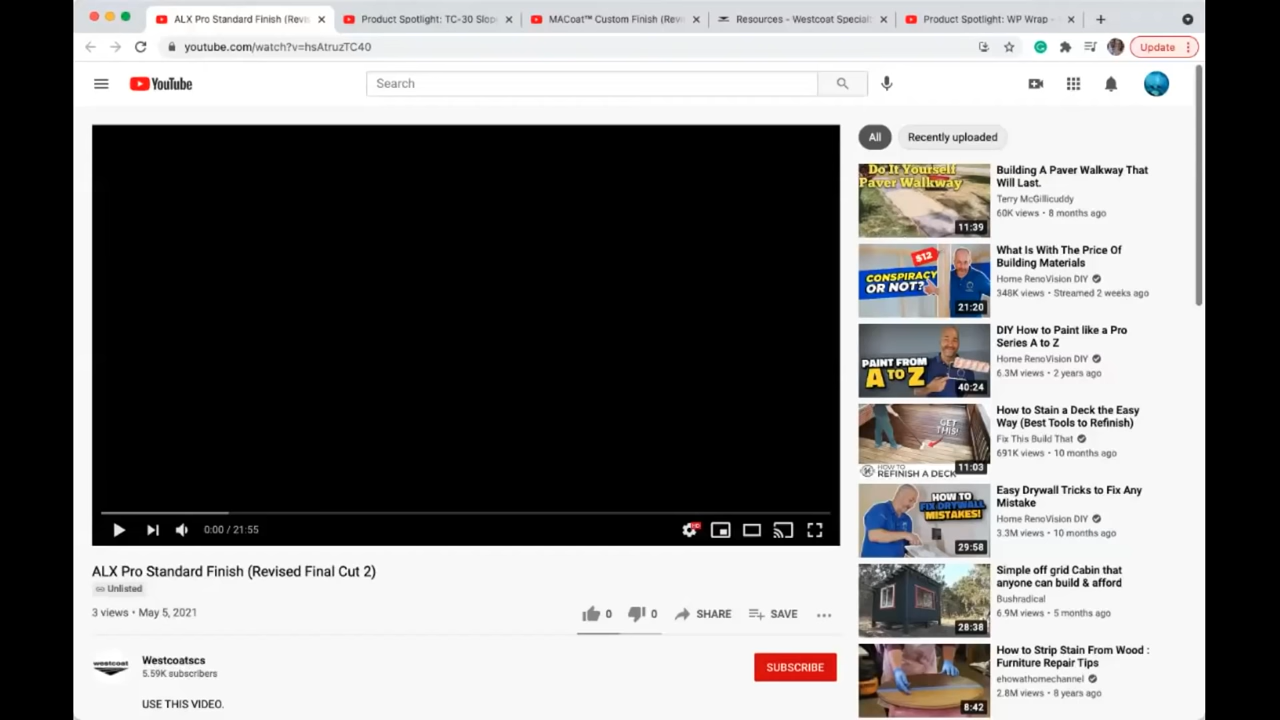 ALX Pro Standard Finish (Revis
Product Spotlight: TC-30 Slop
MACoat™ Custom Finish (Rev
Resources - Westcoat Special
Product Spotlight: WP Wrap -
youtube.com/watch?v=hsAtruzTC40
Update
YouTube
Search
All
Recently uploaded
Do It Yourself
Paver Walkway
11:39
Building A Paver Walkway That
Will Last.
Terry McGillicuddy
60K views • 8 months ago
$12
CONSPIRACY
OR NOT?
21:20
What Is With The Price Of
Building Materials
Home RenoVision DIY
348K views • Streamed 2 weeks ago
PAINT FROM
A TO Z
40:24
DIY How to Paint like a Pro
Series A to Z
Home RenoVision DIY
6.3M views • 2 years ago
GET
THIS!
HOW TO
REFINISH A DECK
11:03
How to Stain a Deck the Easy
Way (Best Tools to Refinish)
Fix This Build That
691K views • 10 months ago
HOW TO
FIX DRYWALL
MISTAKES!
29:58
Easy Drywall Tricks to Fix Any
Mistake
Home RenoVision DIY
3.3M views • 10 months ago
28:38
Simple off grid Cabin that
anyone can build & afford
Bushradical
6.9M views • 5 months ago
8:42
How to Strip Stain From Wood :
Furniture Repair Tips
ehowathomechannel
2.8M views • 8 years ago
0:00 / 21:55
HD
ALX Pro Standard Finish (Revised Final Cut 2)
Unlisted
3 views • May 5, 2021
0
0
SHARE
SAVE
westcoat
Westcoatscs
5.59K subscribers
SUBSCRIBE
USE THIS VIDEO.